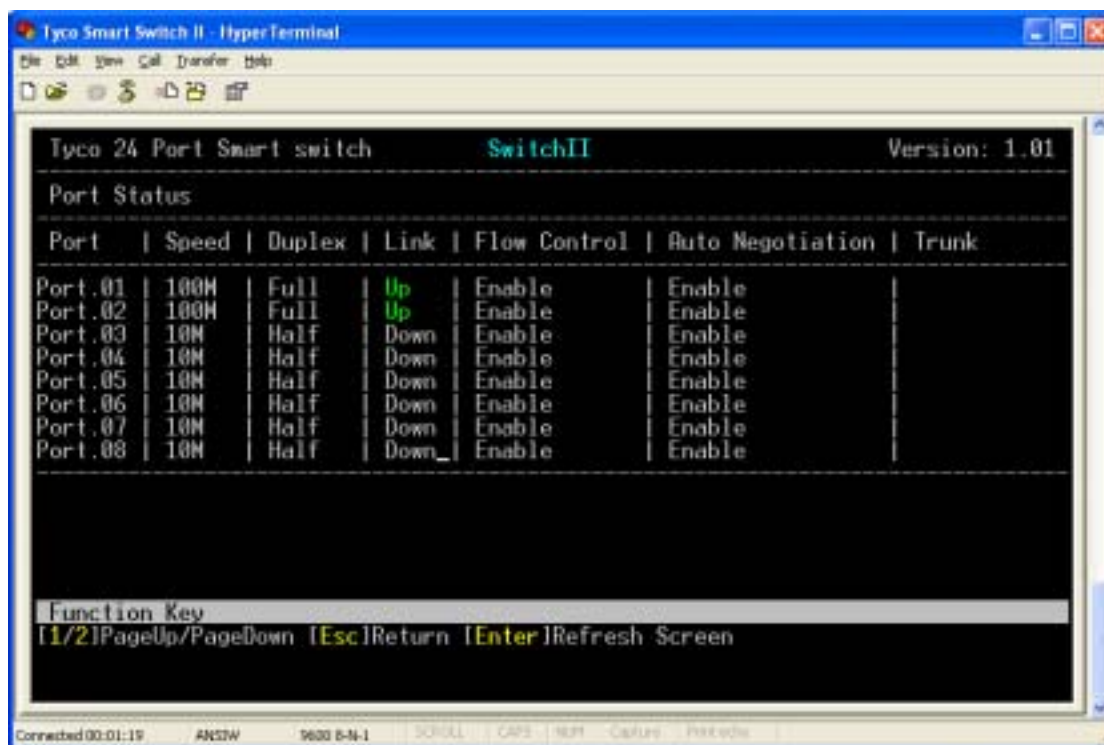 Tyco Smart Switch II - HyperTerminal
File Edit View Call Transfer Help
Tyco 24 Port Smart switch SwitchII Version: 1.01
Port Status
Port | Speed | Duplex | Link | Flow Control | Auto Negotiation | Trunk
Port.01 | 100M | Full | Up | Enable | Enable |
Port.02 | 100M | Full | Up | Enable | Enable |
Port.03 | 10M | Half | Down | Enable | Enable |
Port.04 | 10M | Half | Down | Enable | Enable |
Port.05 | 10M | Half | Down | Enable | Enable |
Port.06 | 10M | Half | Down | Enable | Enable |
Port.07 | 10M | Half | Down | Enable | Enable |
Port.08 | 10M | Half | Down_| Enable | Enable |
Function Key
[1/2]PageUp/PageDown [Esc]Return [Enter]Refresh Screen
Connected 00:01:19 ANSIW 9600 8-N-1 SCROLL CAPS NUM Capture Print echo